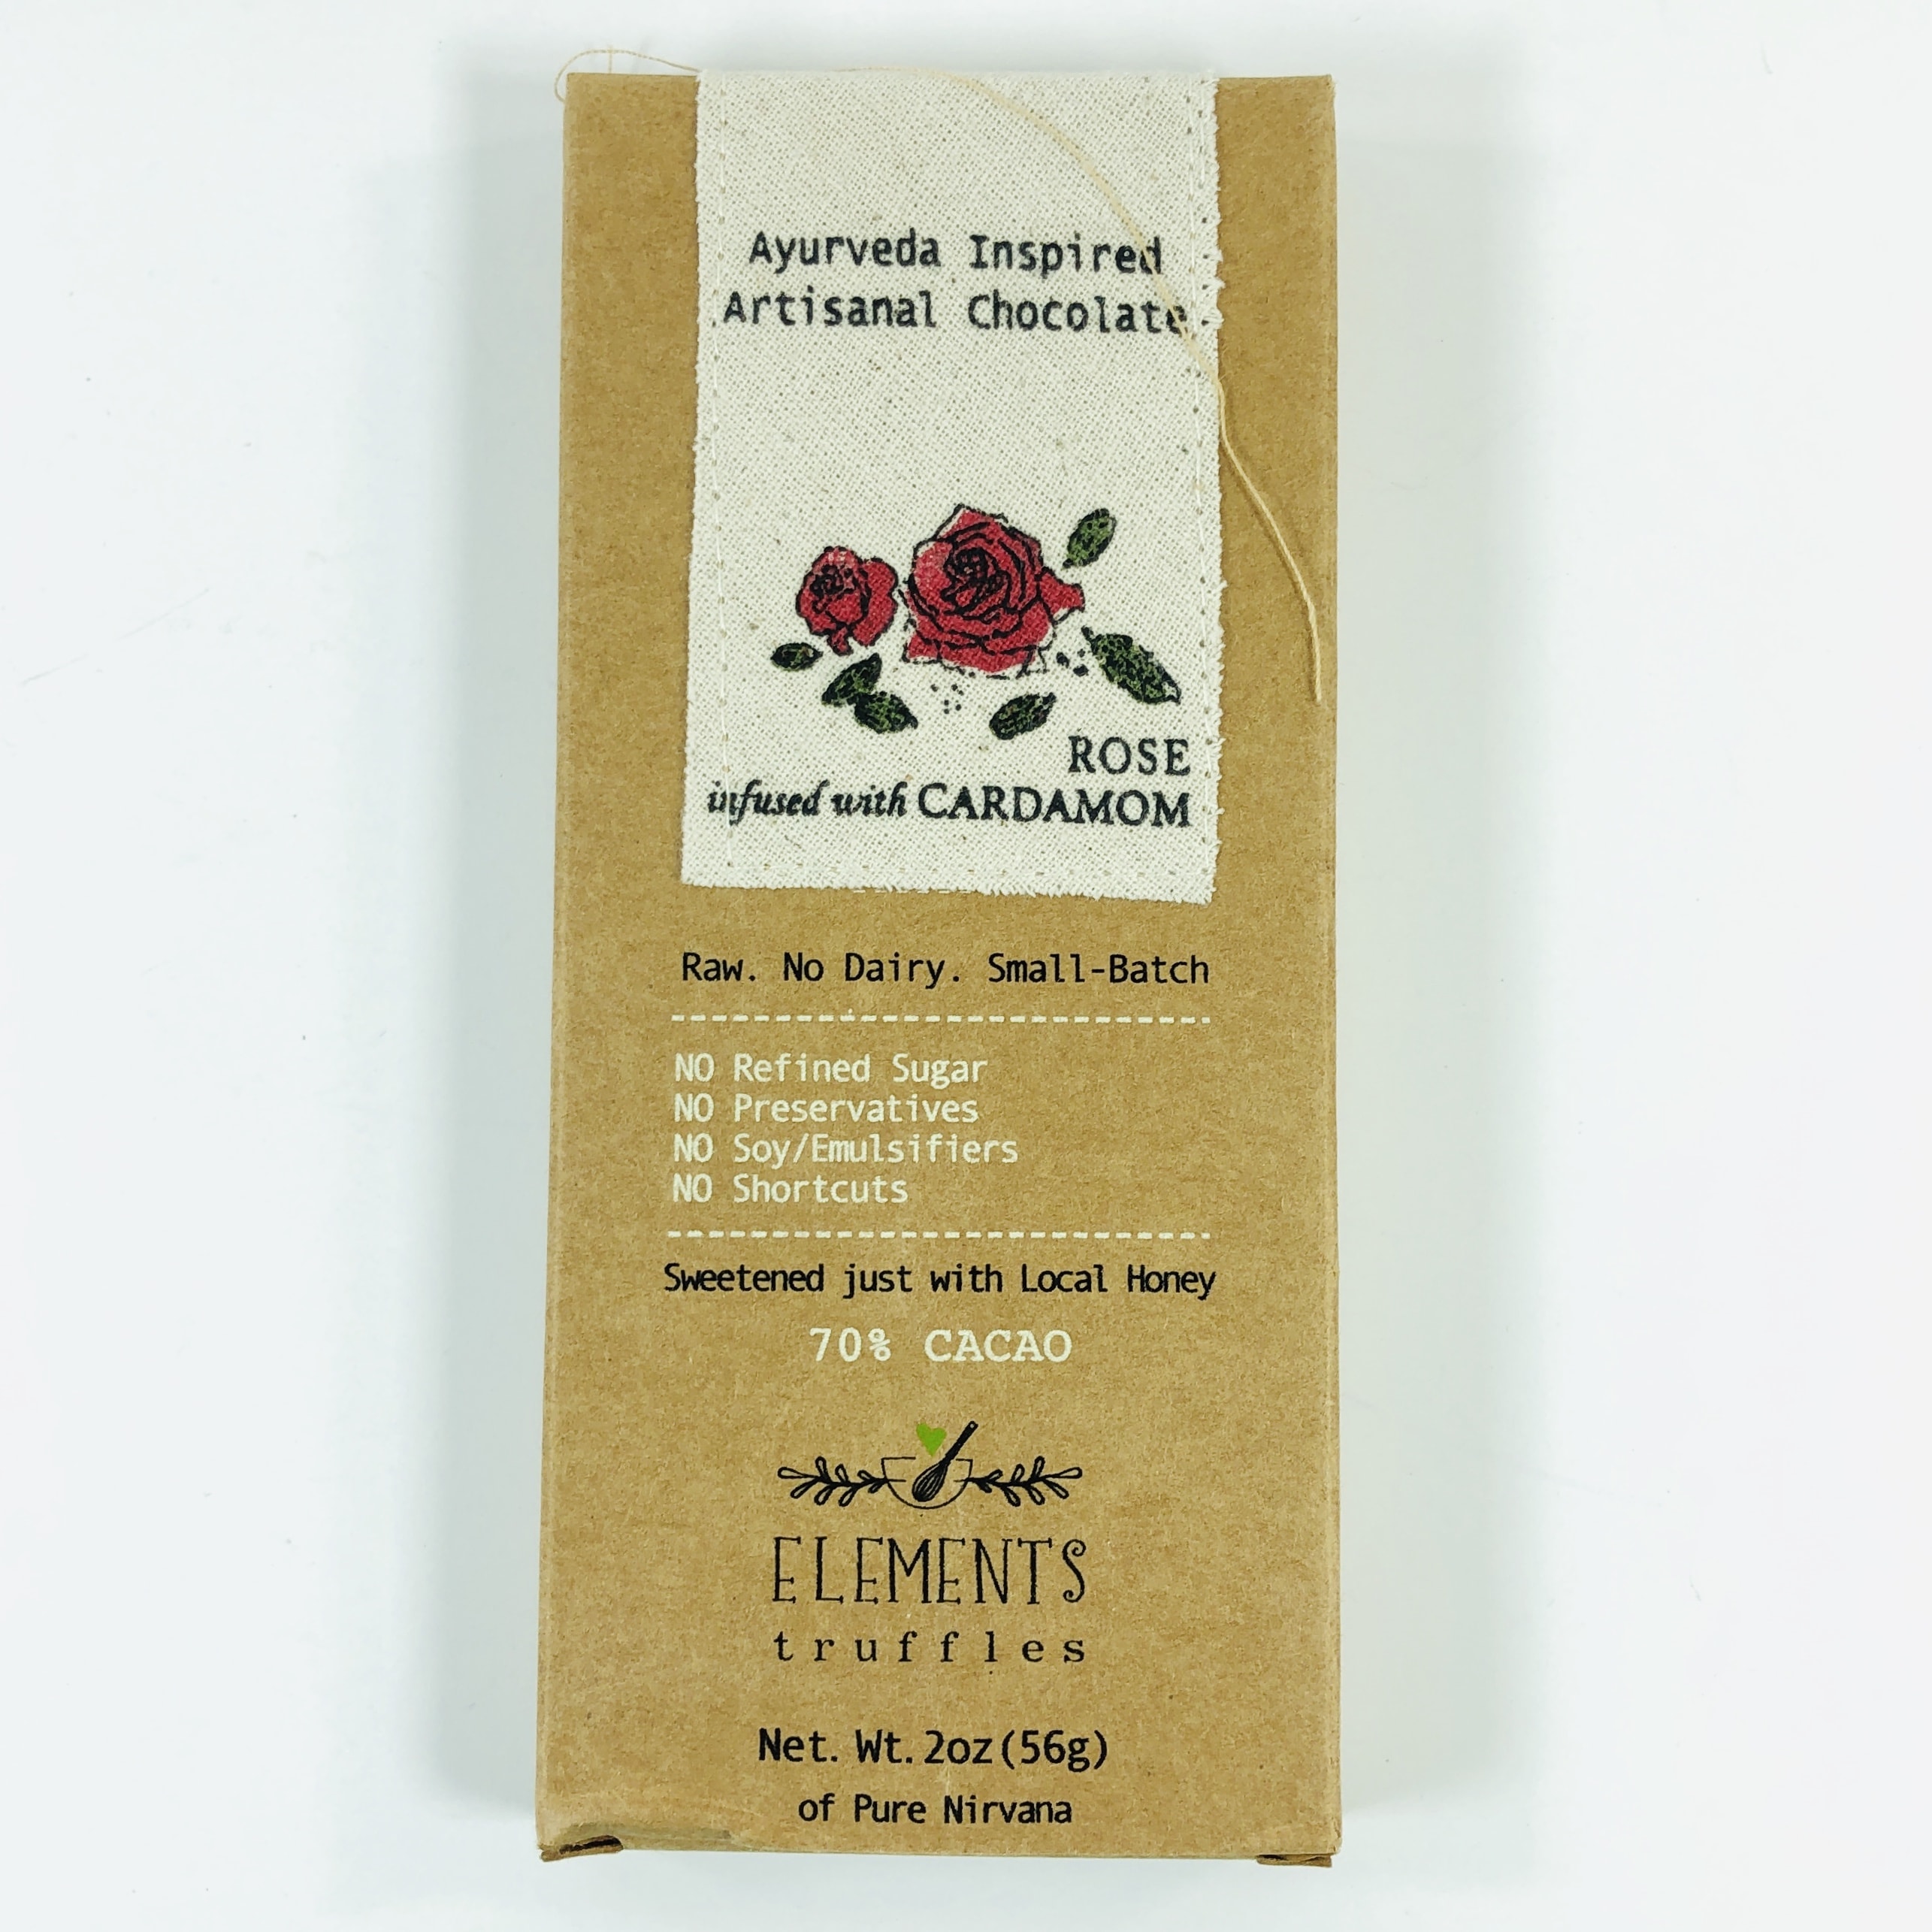 Ayurveda Inspired
Artisanal Chocolate
ROSE
infused with CARDAMOM
Raw. No Dairy. Small-Batch
NO Refined Sugar
NO Preservatives
NO Soy/Emulsifiers
NO Shortcuts
Sweetened just with Local Honey
70% CACAO
ELEMENTS
truffles
Net. Wt. 2oz(56g)
of Pure Nirvana